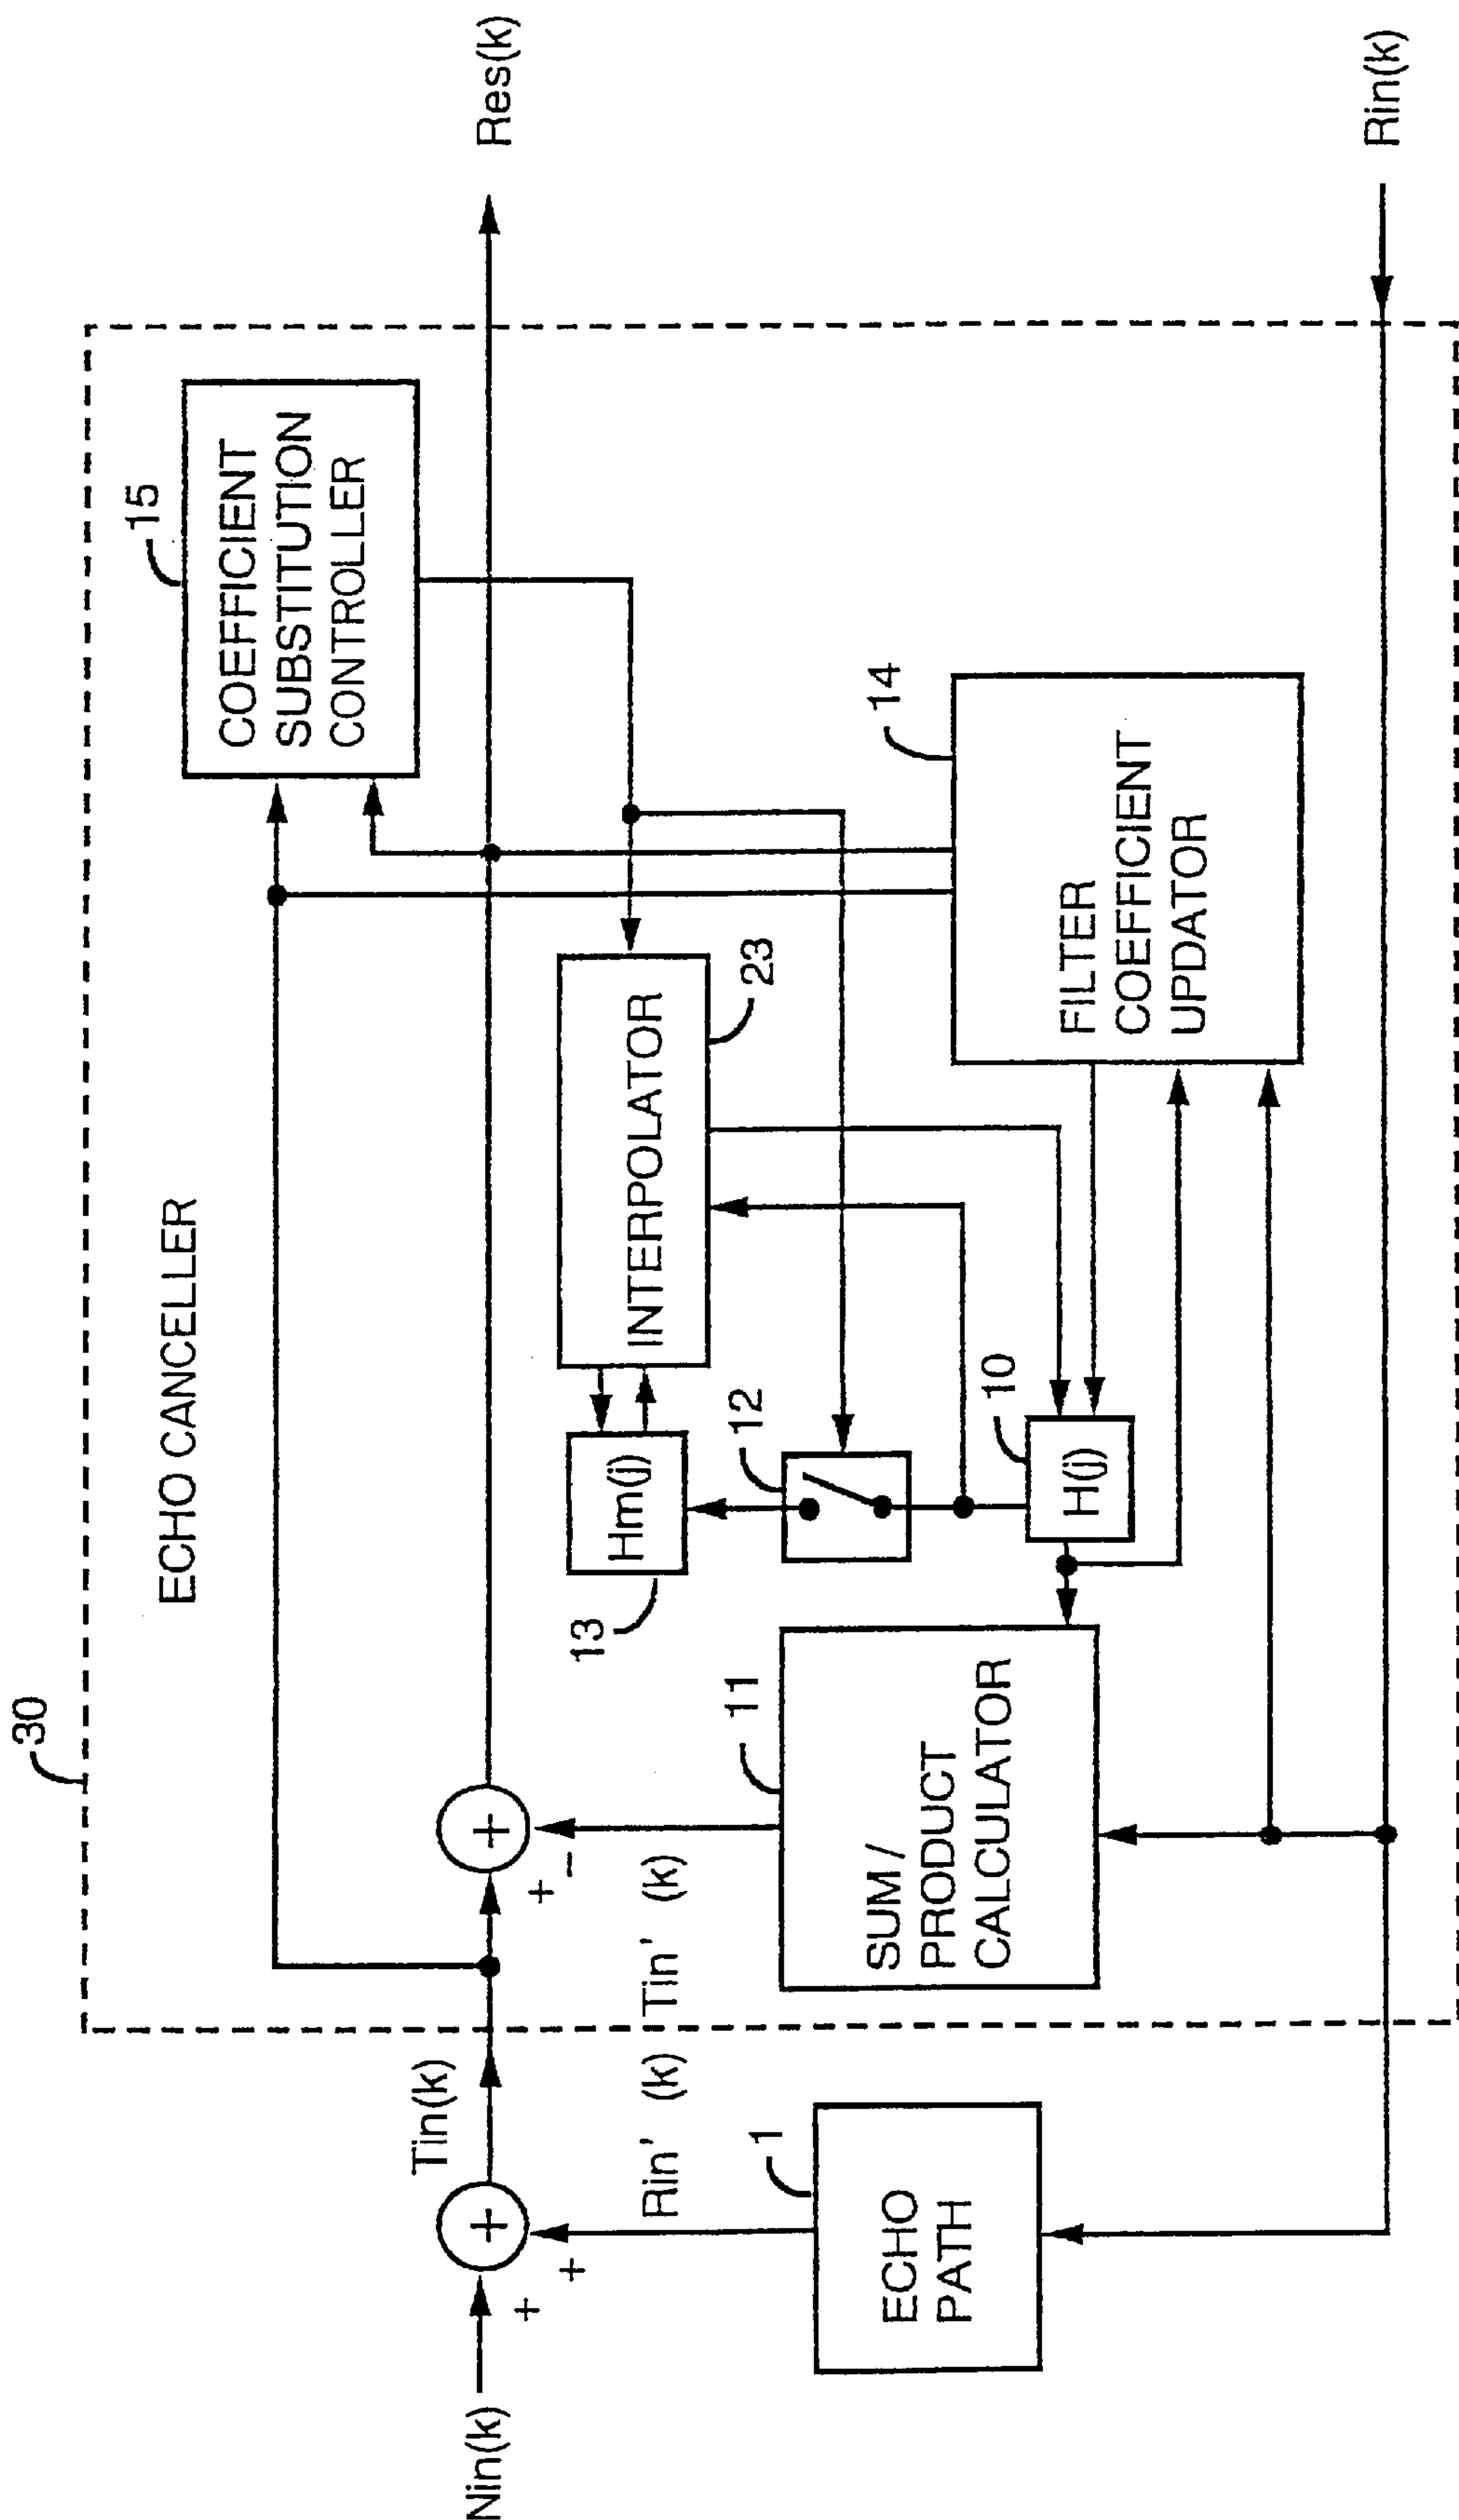 30
ECHO CANCELLER
15
COEFFICIENT
SUBSTITUTION
CONTROLLER
Nin(k)
+
+
+
Tin(k)
+
+
−
Res(k)
Rin' (k)
Tin' (k)
13
Hm(j)
INTERPOLATOR
23
1
ECHO
PATH
11
SUM /
PRODUCT
CALCULATOR
12
10
H(j)
14
FILTER
COEFFICIENT
UPDATOR
Rin(k)